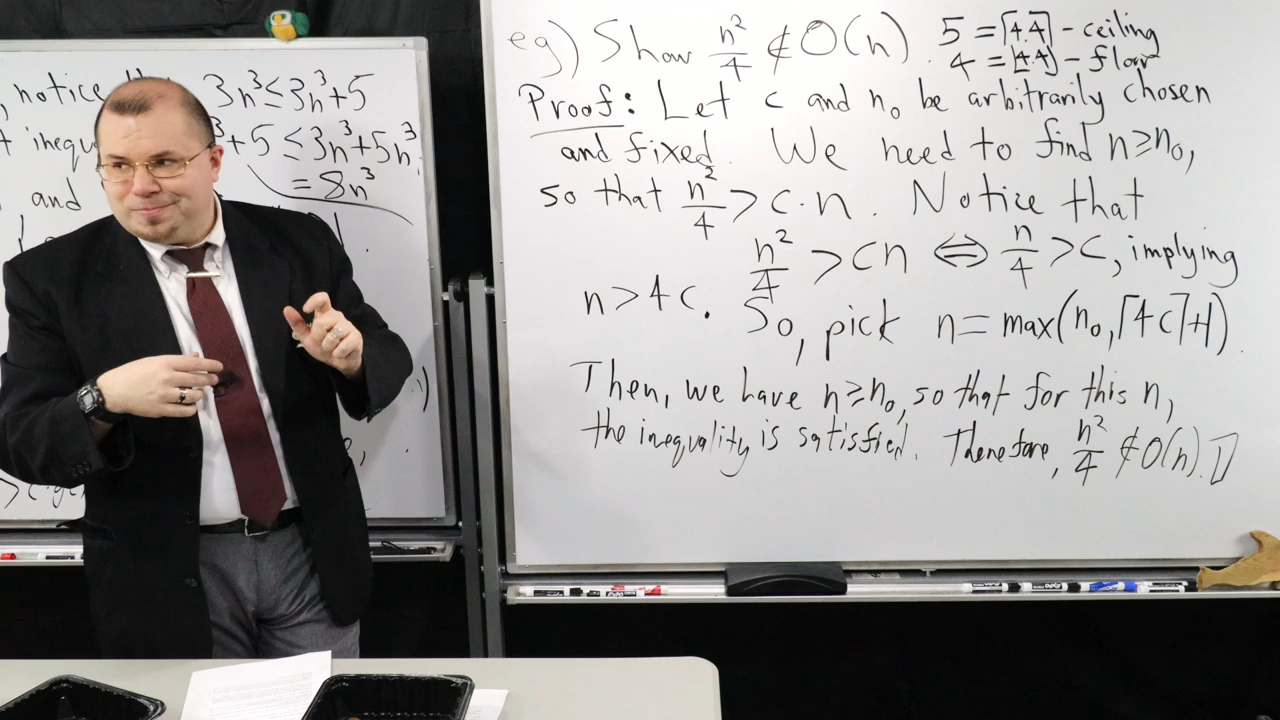 , notice
3n³ ≤ 3n³+5
³+5 ≤ 3n³+5n³,
= 8n³
and
eg) Show n²/4 ∉ O(n).
5 = ⌈4.4⌉ - ceiling
4 = ⌊4.4⌋ - floor
Proof: Let c and n₀ be arbitrarily chosen
and fixed. We need to find n≥n₀,
so that n²/4 > c·n. Notice that
n²/4 > cn ⇔ n/4 > c, implying
n > 4c. So, pick n = max(n₀, ⌈4c⌉+1).
Then, we have n≥n₀, so that for this n,
the inequality is satisfied. Therefore, n²/4 ∉ O(n). □